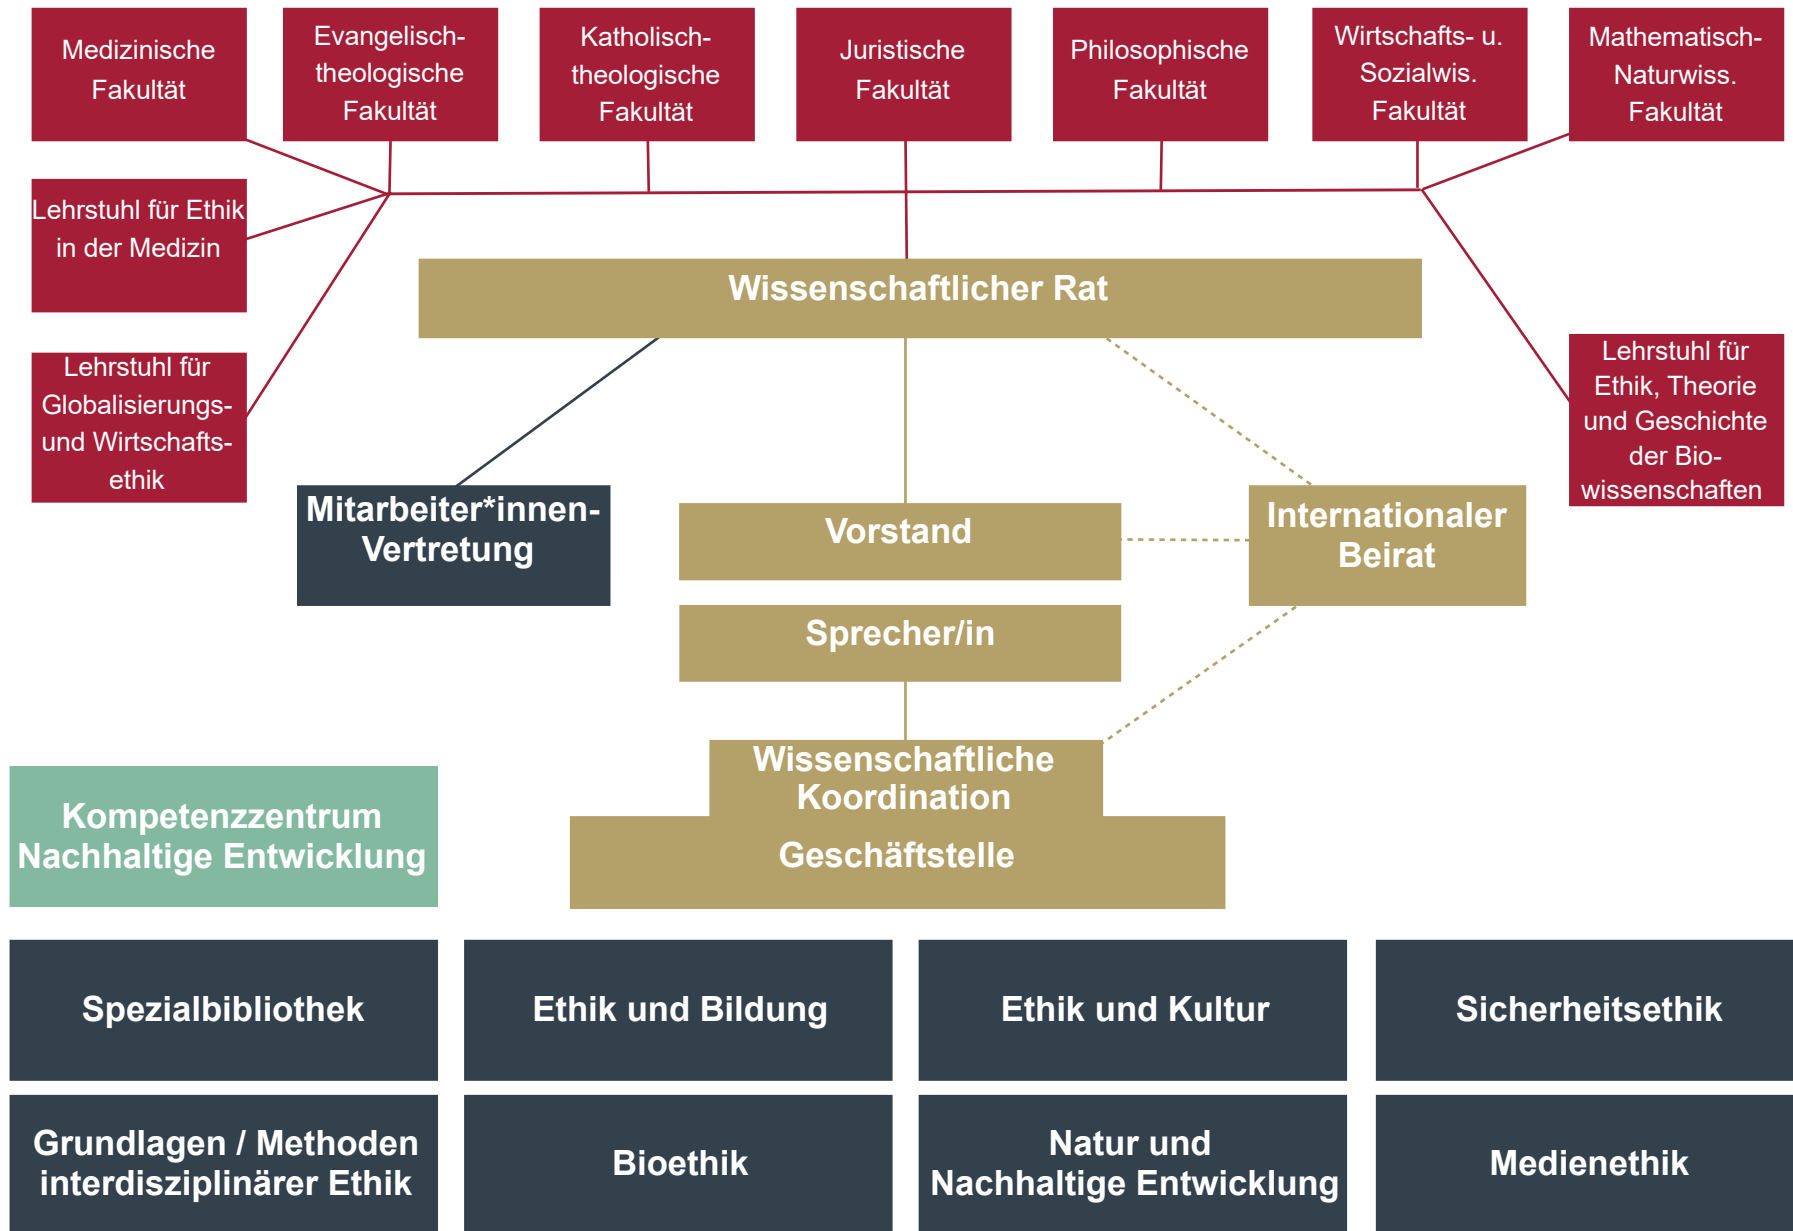 Medizinische
Fakultät
Evangelisch-
theologische
Fakultät
Katholisch-
theologische
Fakultät
Juristische
Fakultät
Philosophische
Fakultät
Wirtschafts- u.
Sozialwis.
Fakultät
Mathematisch-
Naturwiss.
Fakultät
Lehrstuhl für Ethik
in der Medizin
Wissenschaftlicher Rat
Lehrstuhl für
Globalisierungs-
und Wirtschafts-
ethik
Lehrstuhl für
Ethik, Theorie
und Geschichte
der Bio-
wissenschaften
Mitarbeiter*innen-
Vertretung
Vorstand
Internationaler
Beirat
Sprecher/in
Wissenschaftliche
Koordination
Geschäftstelle
Kompetenzzentrum
Nachhaltige Entwicklung
Spezialbibliothek
Ethik und Bildung
Ethik und Kultur
Sicherheitsethik
Grundlagen / Methoden
interdisziplinärer Ethik
Bioethik
Natur und
Nachhaltige Entwicklung
Medienethik